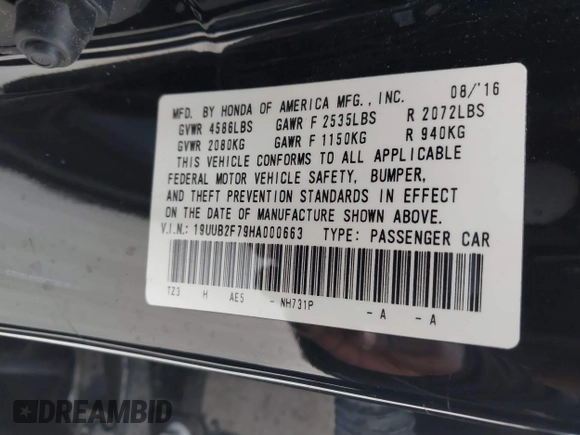 MFD. BY HONDA OF AMERICA MFG., INC. 08/'16
GVWR 4586LBS GAWR F 2535LBS R 2072LBS
GVWR 2080KG GAWR F 1150KG R 940KG
THIS VEHICLE CONFORMS TO ALL APPLICABLE
FEDERAL MOTOR VEHICLE SAFETY, BUMPER,
AND THEFT PREVENTION STANDARDS IN EFFECT
ON THE DATE OF MANUFACTURE SHOWN ABOVE.
V.I.N.: 19UUB2F79HA000663 TYPE: PASSENGER CAR
TZ3 H AE5 - NH731P - A - A
DREAMBID